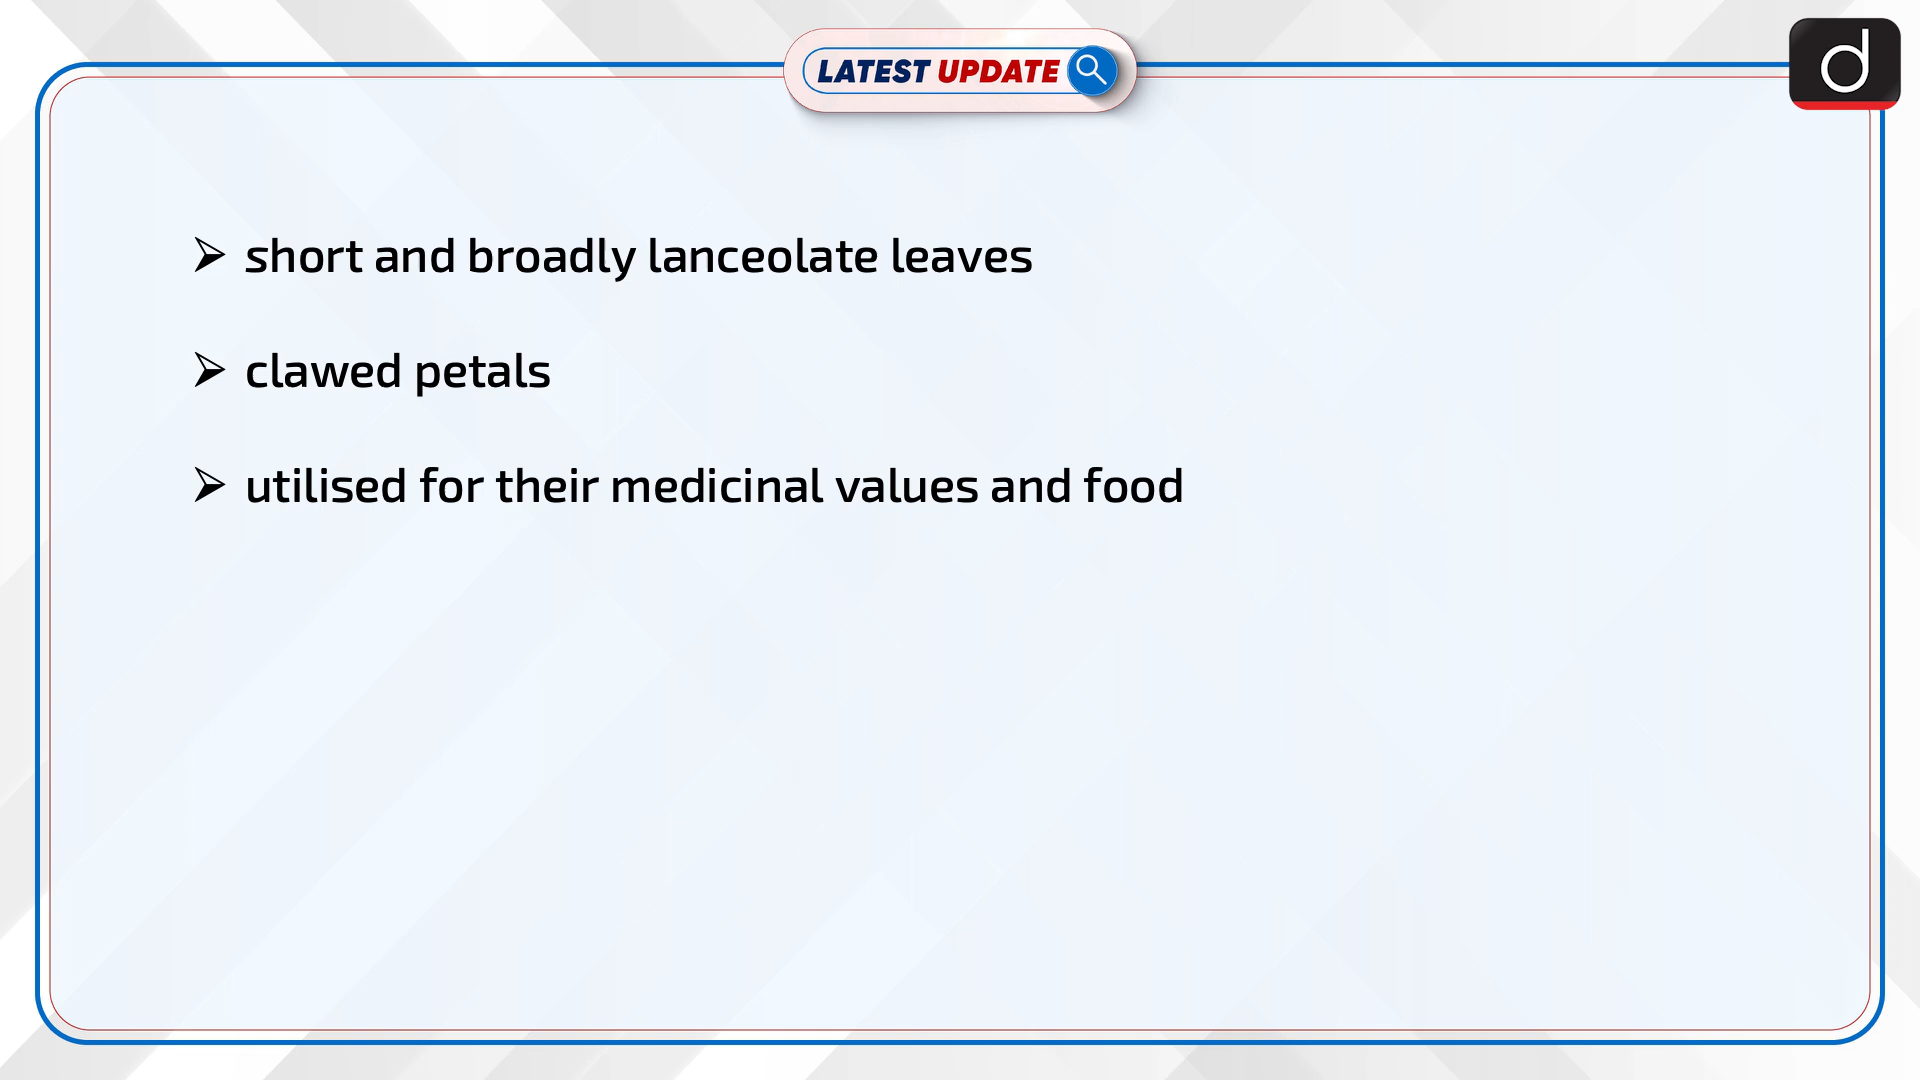 LATEST UPDATE
d
➢ short and broadly lanceolate leaves
➢ clawed petals
➢ utilised for their medicinal values and food